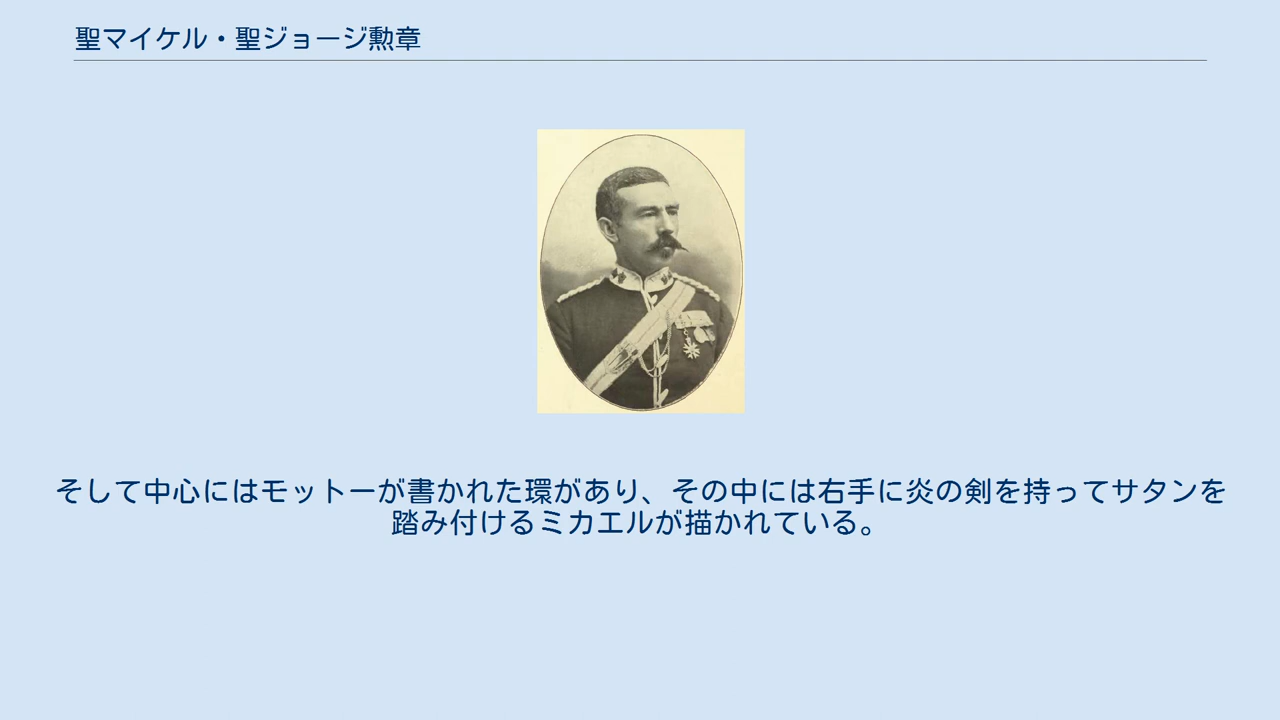 聖マイケル・聖ジョージ勲章
そして中心にはモットーが書かれた環があり、その中には右手に炎の剣を持ってサタンを
踏み付けるミカエルが描かれている。